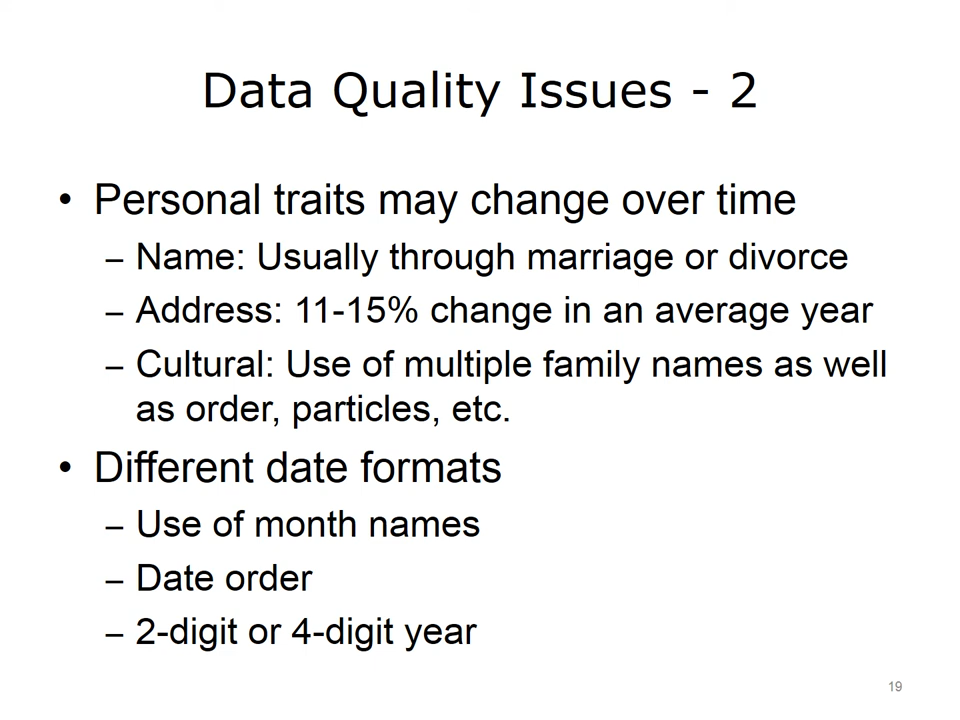 Data Quality Issues - 2
• Personal traits may change over time
– Name: Usually through marriage or divorce
– Address: 11-15% change in an average year
– Cultural: Use of multiple family names as well
as order, particles, etc.
• Different date formats
– Use of month names
– Date order
– 2-digit or 4-digit year
19